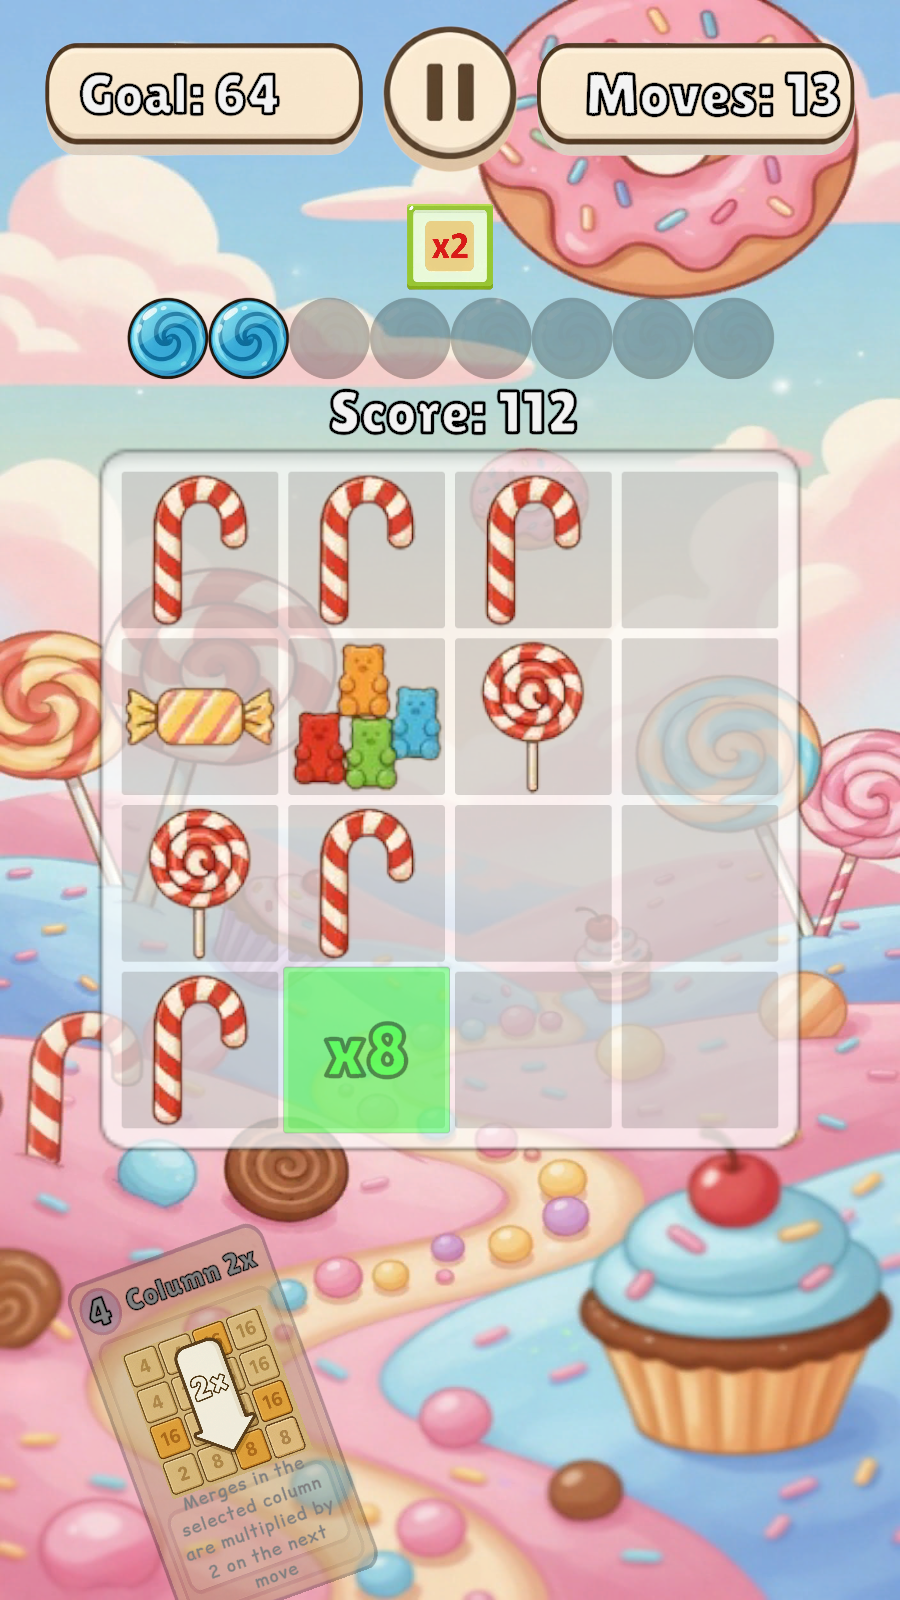 Goal: 64
Moves: 13
x2
Score: 112
x8
4 Column 2x
16
4
16
4
16
2x
16
8
8
2
8
Merges in the
selected column
are multiplied by
2 on the next
move